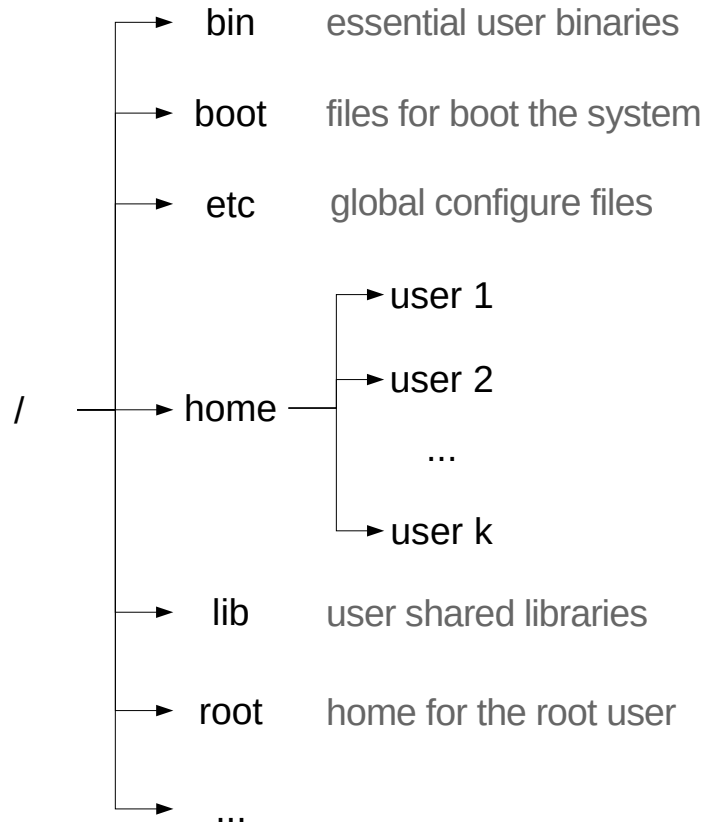 bin essential user binaries
boot files for boot the system
etc global configure files
user 1
user 2
/ home
...
user k
lib user shared libraries
root home for the root user
...